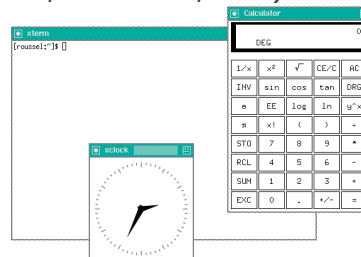 Calculator
xterm
[roussel:~]$
0
DEG
1/x x² √ CE/C AC
INV sin cos tan DRG
e EE log ln y^x
π x! ( ) ÷
STO 7 8 9 *
RCL 4 5 6 -
SUM 1 2 3 +
EXC 0 . +/- =
xclock